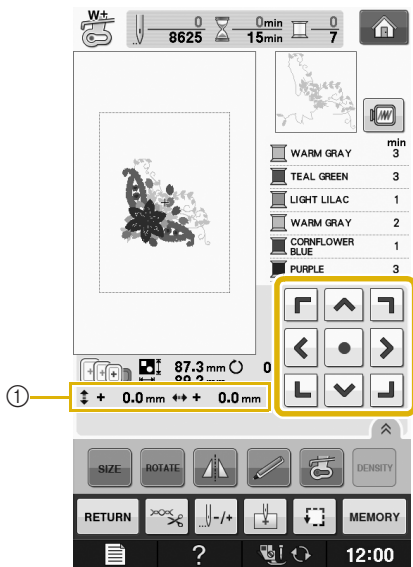 W+
0 0min 0
8625 15min 7
min
WARM GRAY 3
TEAL GREEN 3
LIGHT LILAC 1
WARM GRAY 2
CORNFLOWER
BLUE 1
PURPLE 3
87.3 mm 0
① + 0.0 mm + 0.0 mm
SIZE ROTATE DENSITY
RETURN -/+ MEMORY
? 12:00